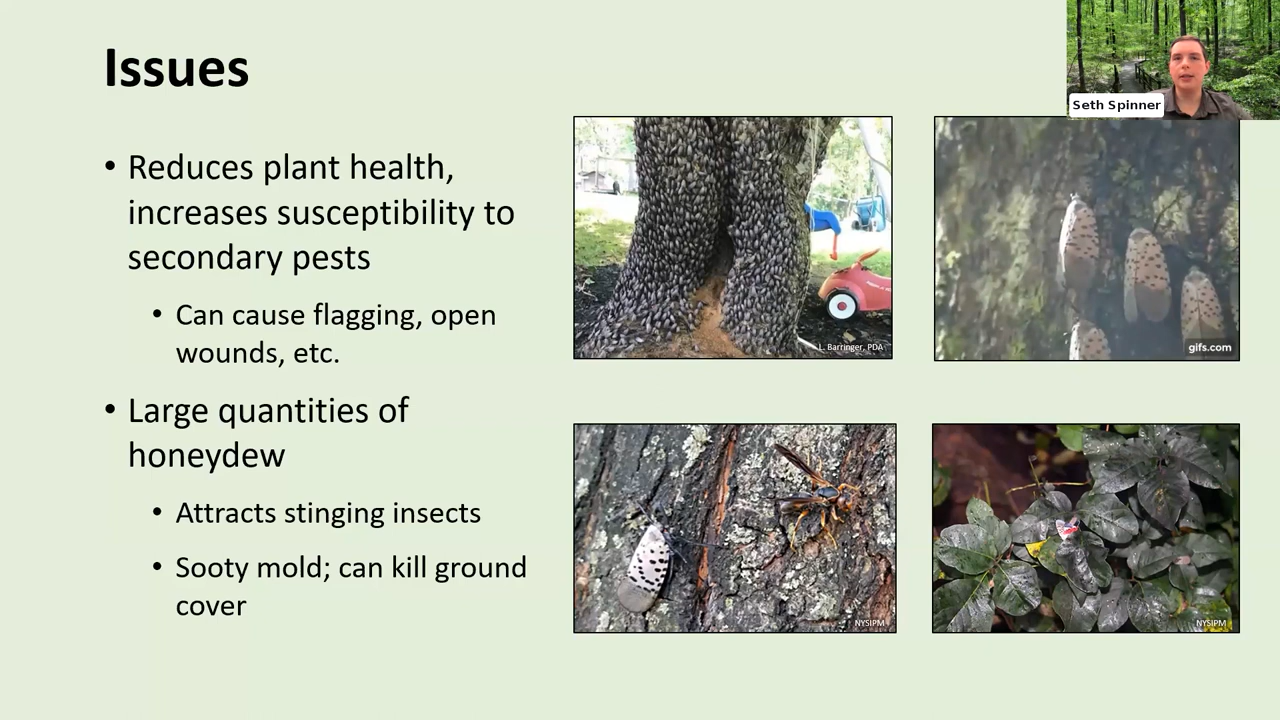 Issues
Seth Spinner
• Reduces plant health,
increases susceptibility to
secondary pests
• Can cause flagging, open
wounds, etc.
• Large quantities of
honeydew
• Attracts stinging insects
• Sooty mold; can kill ground
cover
L. Barringer, PDA
gifs.com
NYSIPM
NYSIPM